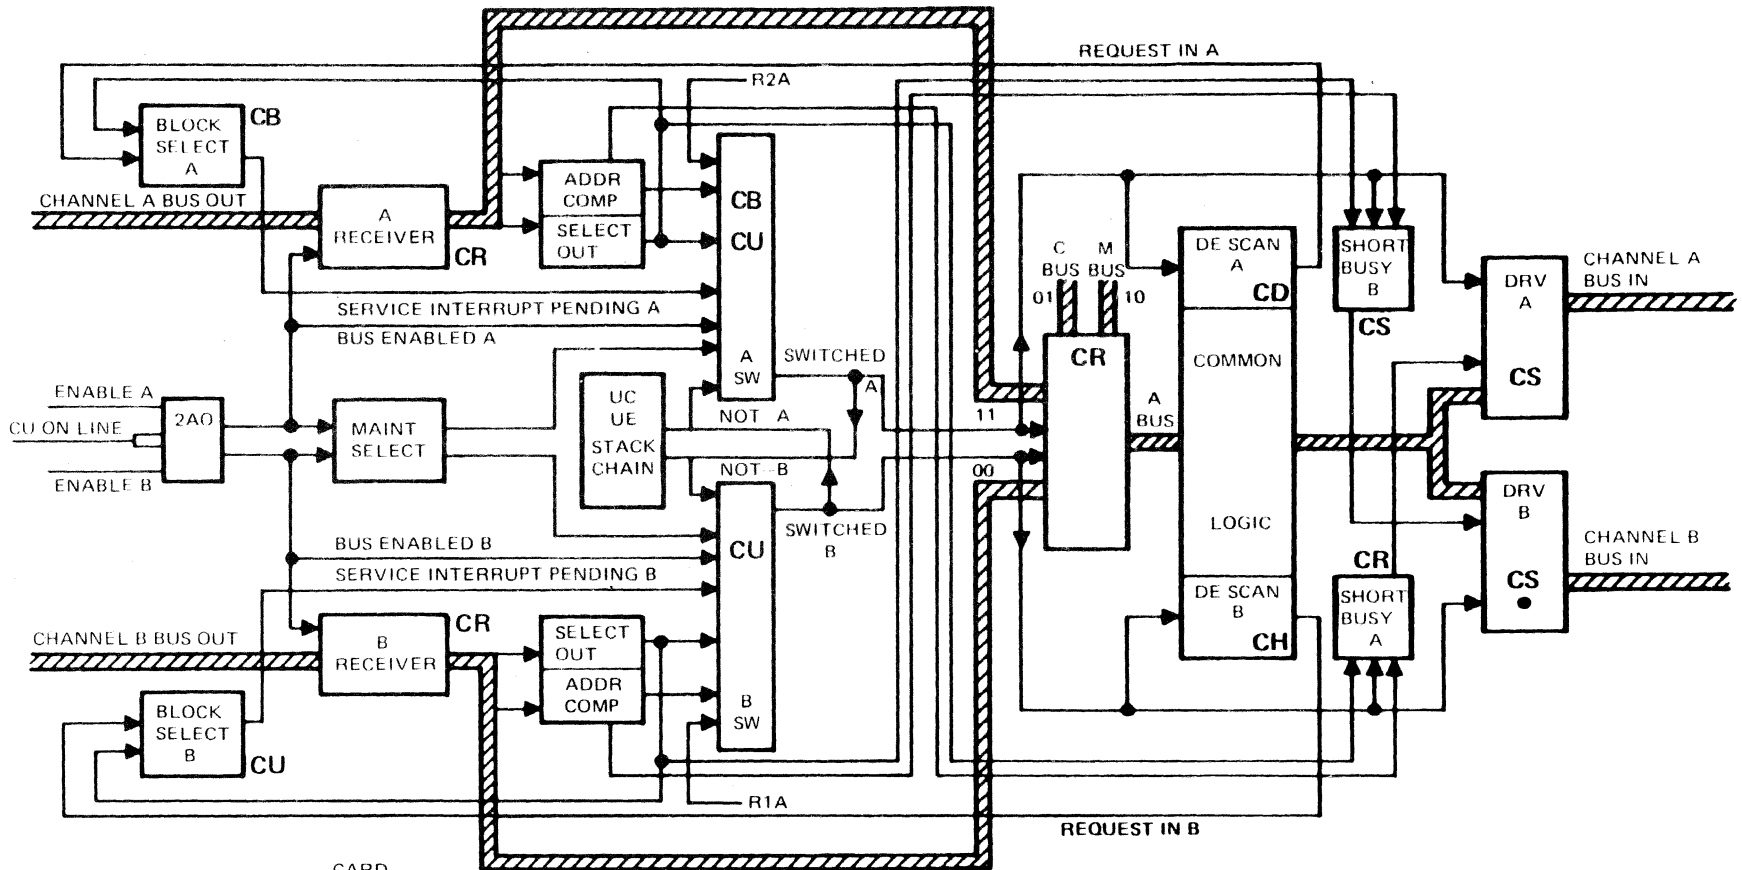 REQUEST IN A
R2A
BLOCK
SELECT
A
CB
CHANNEL A BUS OUT
A
RECEIVER
CR
ADDR
COMP
SELECT
OUT
CB
CU
A
SW
SERVICE INTERRUPT PENDING A
BUS ENABLED A
ENABLE A
CU ON LINE
ENABLE B
2AO
MAINT
SELECT
UC
UE
STACK
CHAIN
SWITCHED
A
NOT A
NOT B
SWITCHED
B
C
BUS
01
M
BUS
10
CR
11
00
A
BUS
DE SCAN
A
CD
COMMON
LOGIC
DE SCAN
B
CH
SHORT
BUSY
B
CS
DRV
A
CS
CHANNEL A
BUS IN
DRV
B
CS
CHANNEL B
BUS IN
CR
SHORT
BUSY
A
BUS ENABLED B
SERVICE INTERRUPT PENDING B
CU
B
SW
CHANNEL B BUS OUT
B
RECEIVER
CR
SELECT
OUT
ADDR
COMP
BLOCK
SELECT
B
CU
R1A
REQUEST IN B